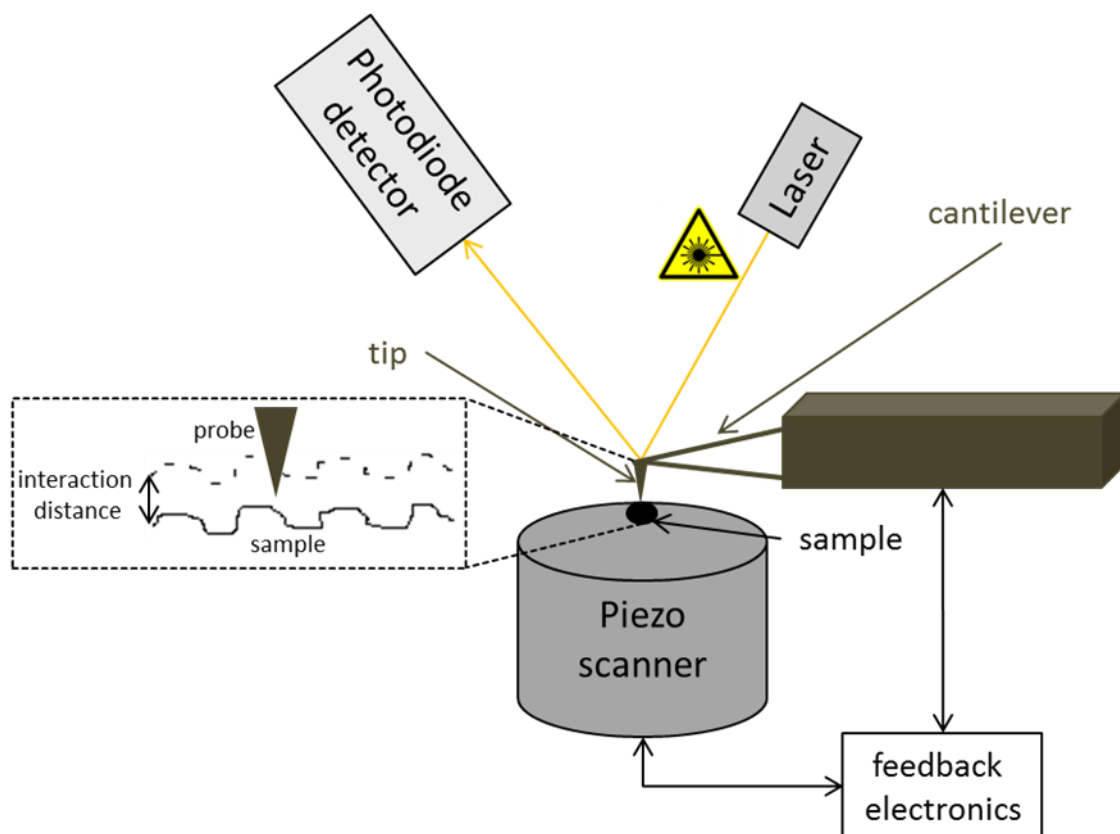 Photodiode
detector
Laser
cantilever
tip
probe
interaction
distance
sample
sample
Piezo
scanner
feedback
electronics